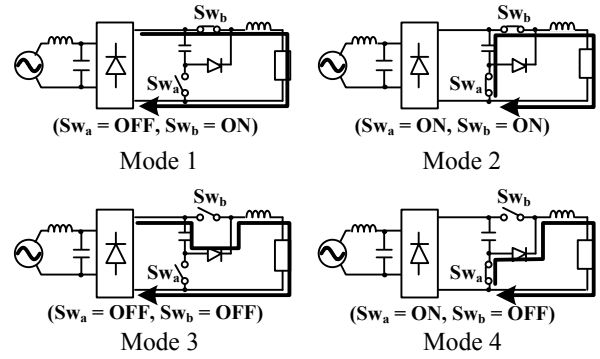 Sw_b
Sw_a
(Sw_a = OFF, Sw_b = ON)
Mode 1
Sw_b
Sw_a
(Sw_a = ON, Sw_b = ON)
Mode 2
Sw_b
Sw_a
(Sw_a = OFF, Sw_b = OFF)
Mode 3
Sw_b
Sw_a
(Sw_a = ON, Sw_b = OFF)
Mode 4